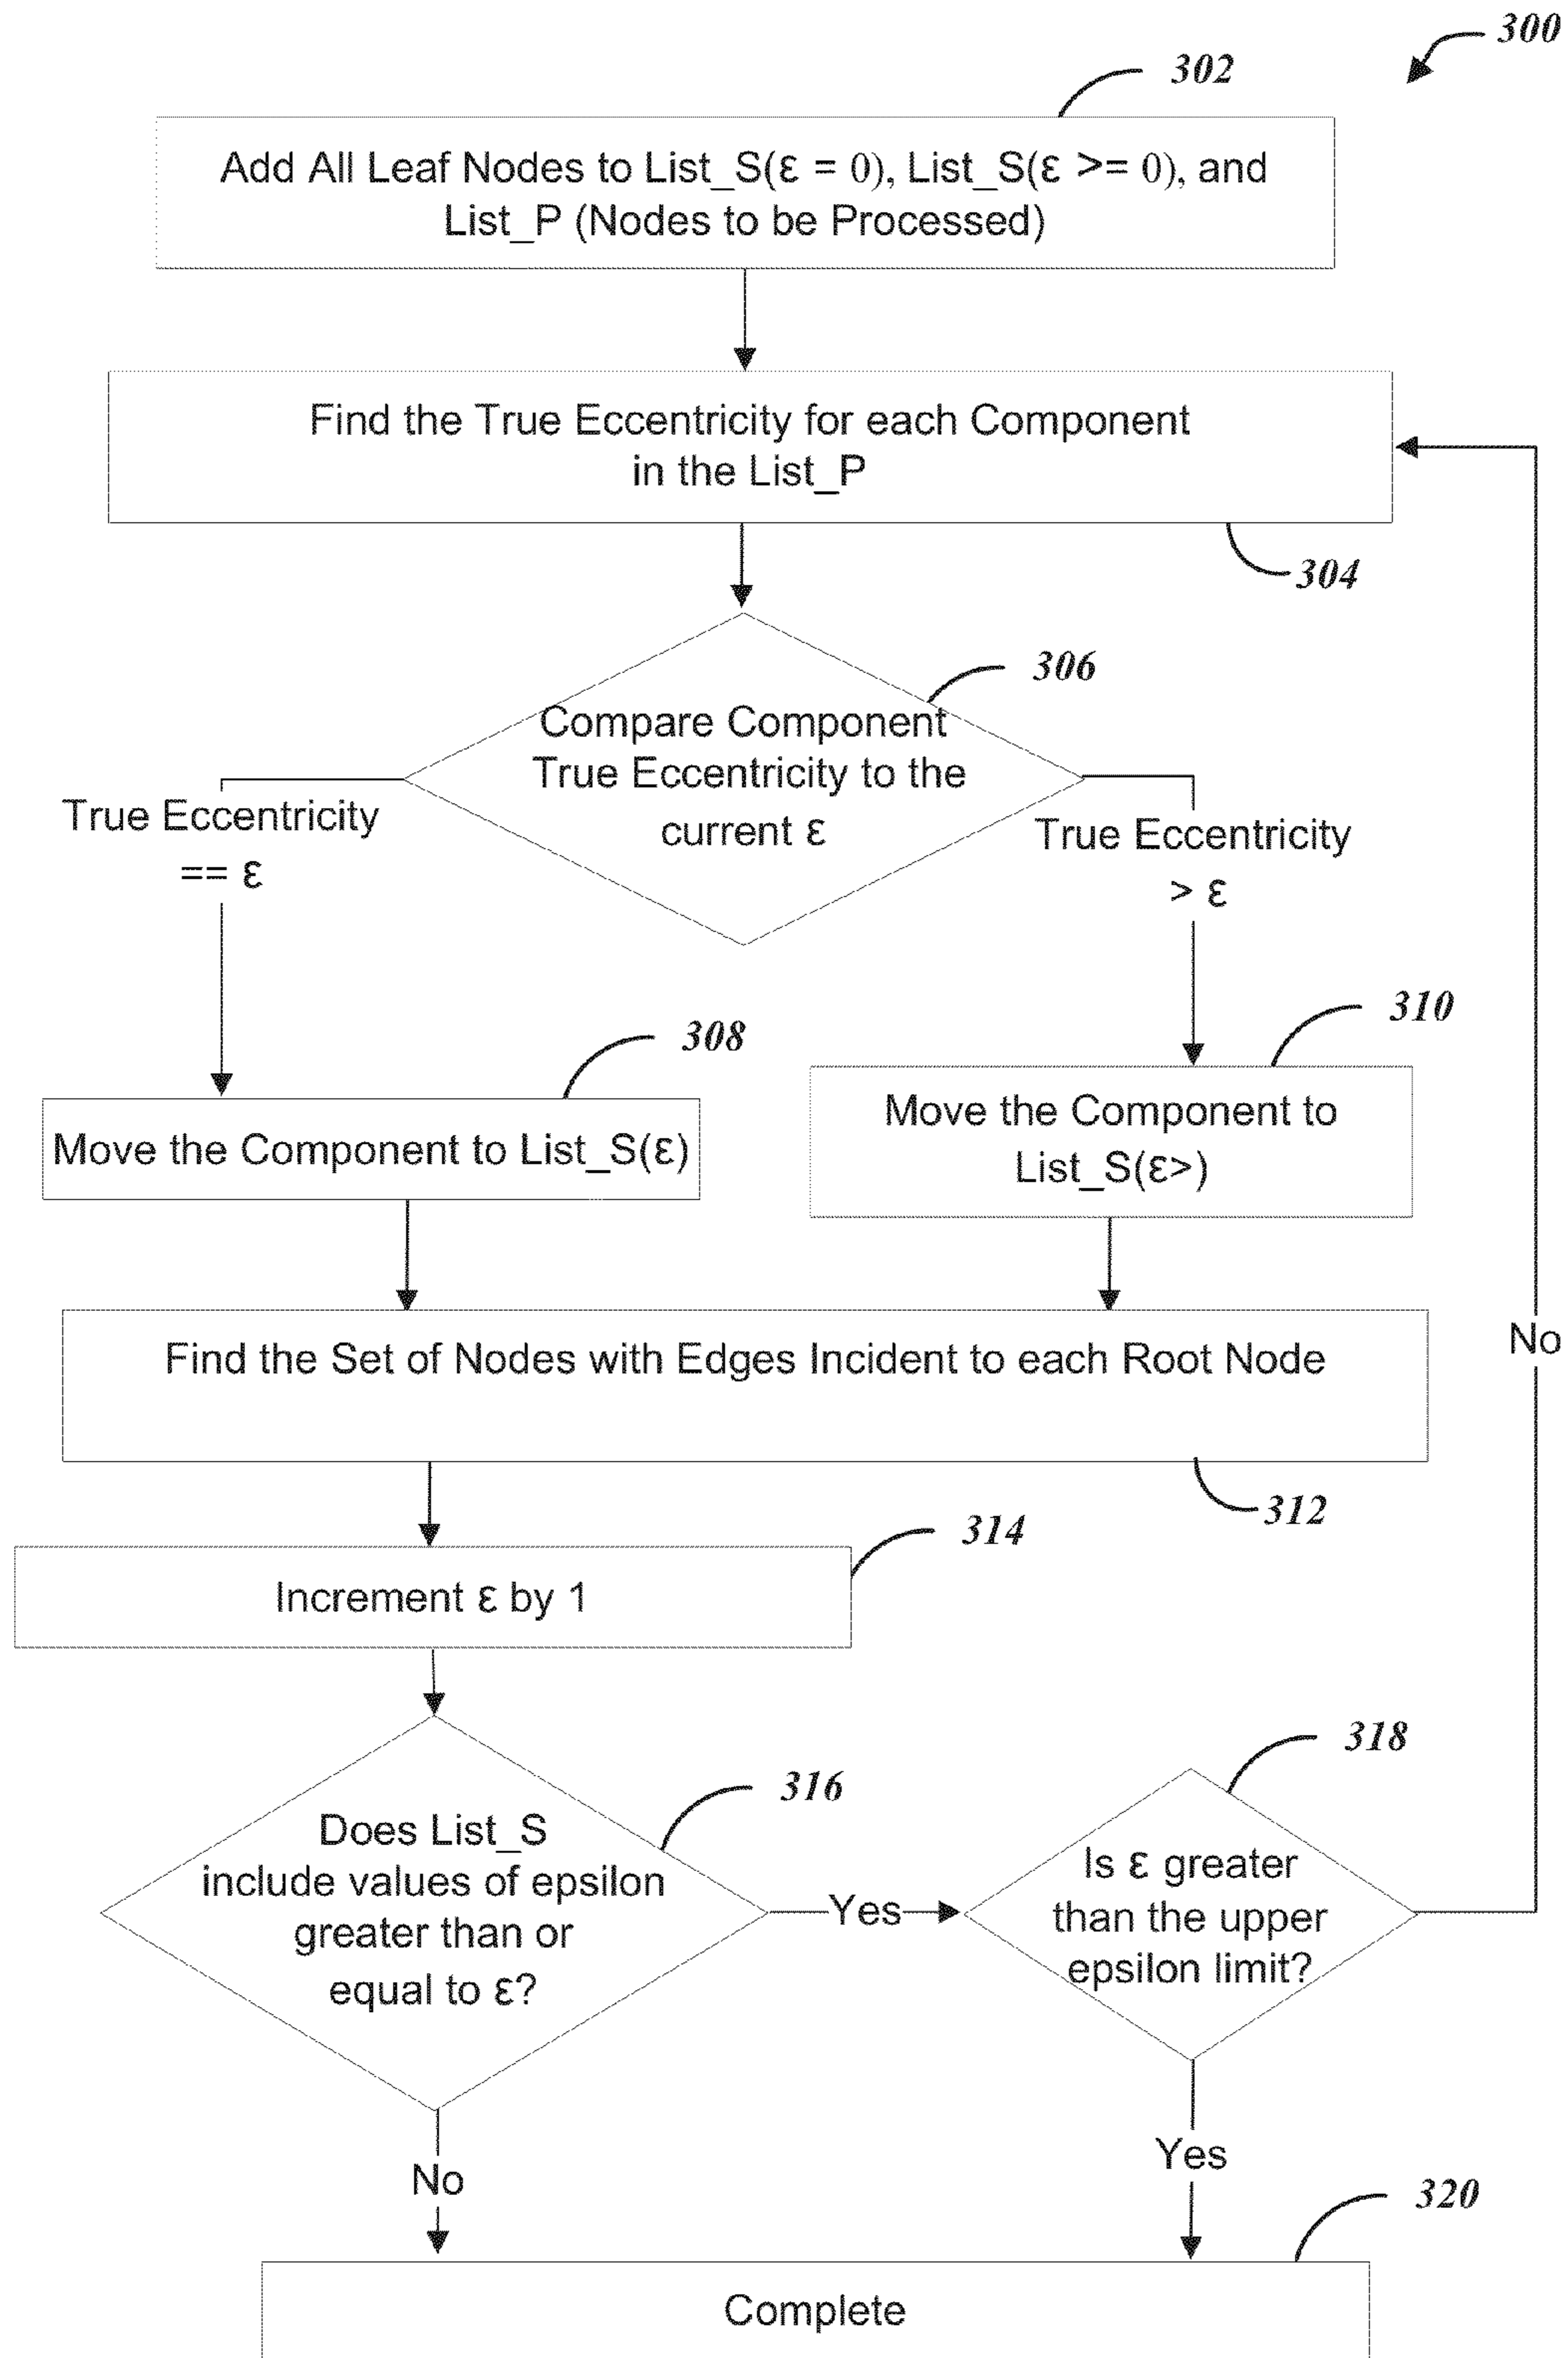 300
302
Add All Leaf Nodes to List_S(ε = 0), List_S(ε >= 0), and
List_P (Nodes to be Processed)
Find the True Eccentricity for each Component
in the List_P
304
306
Compare Component
True Eccentricity to the
current ε
True Eccentricity
== ε
True Eccentricity
> ε
308
310
Move the Component to List_S(ε)
Move the Component to
List_S(ε>)
Find the Set of Nodes with Edges Incident to each Root Node
No
312
314
Increment ε by 1
316
318
Does List_S
include values of epsilon
greater than or
equal to ε?
Yes
Is ε greater
than the upper
epsilon limit?
No
Yes
320
Complete